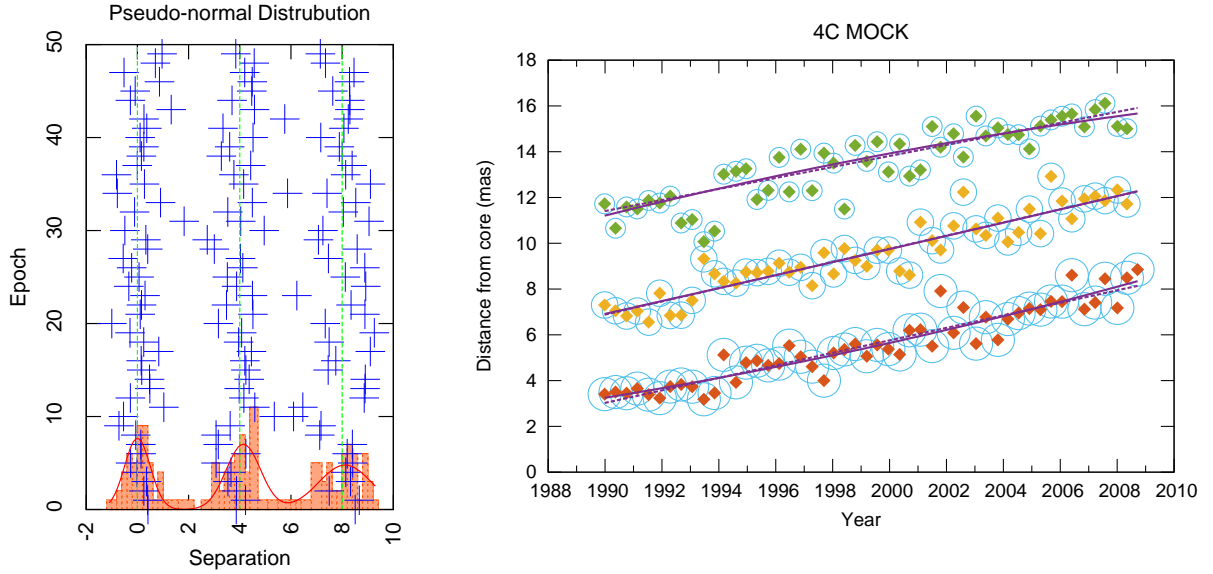 Pseudo-normal Distrubution
50
40
30
20
10
0
Epoch
-2 0 2 4 6 8 10
Separation
4C MOCK
18
16
14
12
10
8
6
4
2
0
Distance from core (mas)
1988 1990 1992 1994 1996 1998 2000 2002 2004 2006 2008 2010
Year